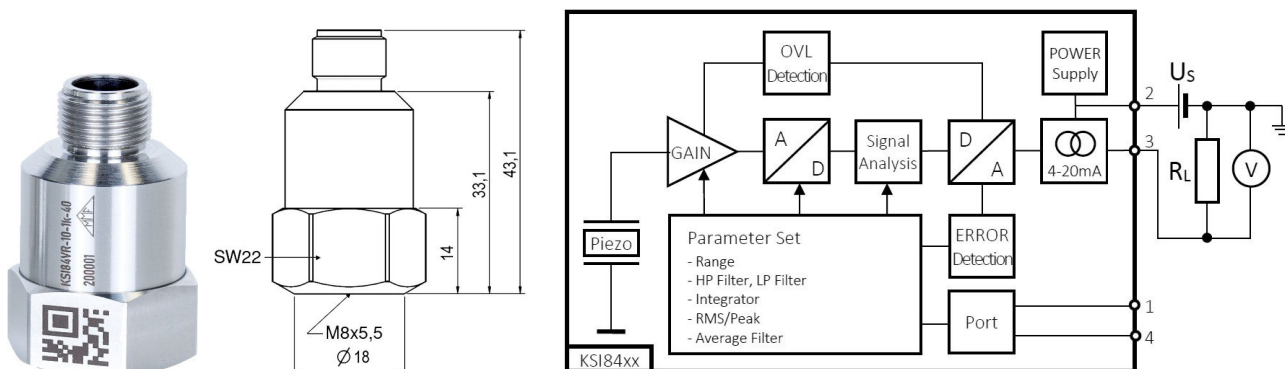 KSI84VR-10-1k-40
200001
MMF
SW22
14
33,1
43,1
M8x5,5
Ø 18
OVL
Detection
POWER
Supply
Us
2
GAIN
A
D
Signal
Analysis
D
A
4-20mA
3
RL
V
Piezo
Parameter Set
- Range
- HP Filter, LP Filter
- Integrator
- RMS/Peak
- Average Filter
ERROR
Detection
Port
1
4
KSI84xx